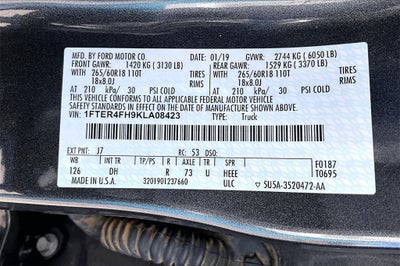 MFD. BY FORD MOTOR CO.
01/19 GVWR: 2744 KG (6050 LB)
FRONT GAWR: 1420 KG (3130 LB) REAR GAWR: 1529 KG (3370 LB)
WITH TIRES
265/60R18 110T TIRES 265/60R18 110T TIRES
18x8.0J RIMS 18x8.0J RIMS
AT 210 kPa/ 30 PSI COLD AT 210 kPa/ 30 PSI COLD
THIS VEHICLE CONFORMS TO ALL APPLICABLE FEDERAL MOTOR VEHICLE
SAFETY STANDARDS IN EFFECT ON THE DATE OF MANUFACTURE SHOWN ABOVE.
VIN: 1FTER4FH9KLA08423
TYPE: Truck
EXT PNT: J7 RC: 53 DSO:
WB INT TR TP/PS R AXLE TR SPR F0187
126 DH R 73 U HEEE T0695
3201901237660 ULC SU5A-3520472-AA